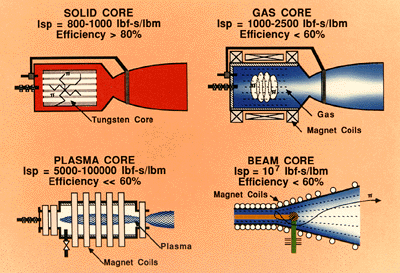 SOLID CORE
Isp = 800-1000 lbf-s/lbm
Efficiency > 80%
Tungsten Core
GAS CORE
Isp = 1000-2500 lbf-s/lbm
Efficiency < 60%
Gas
Magnet Coils
PLASMA CORE
Isp = 5000-100000 lbf-s/lbm
Efficiency << 60%
Plasma
Magnet Coils
BEAM CORE
Isp = 10⁷ lbf-s/lbm
Efficiency < 60%
Magnet Coils
π